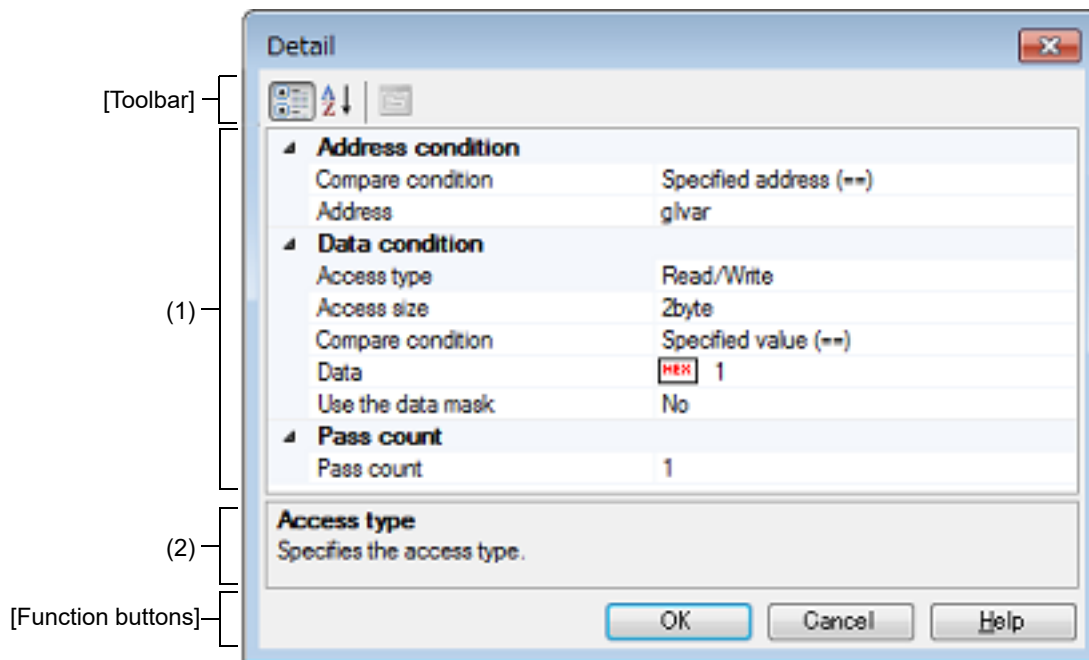 Detail
[Toolbar]
A
Z
Address condition
Compare condition Specified address (==)
Address glvar
Data condition
Access type Read/Write
(1)
Access size 2byte
Compare condition Specified value (==)
Data HEX 1
Use the data mask No
Pass count
Pass count 1
Access type
(2)
Specifies the access type.
[Function buttons]
OK Cancel Help